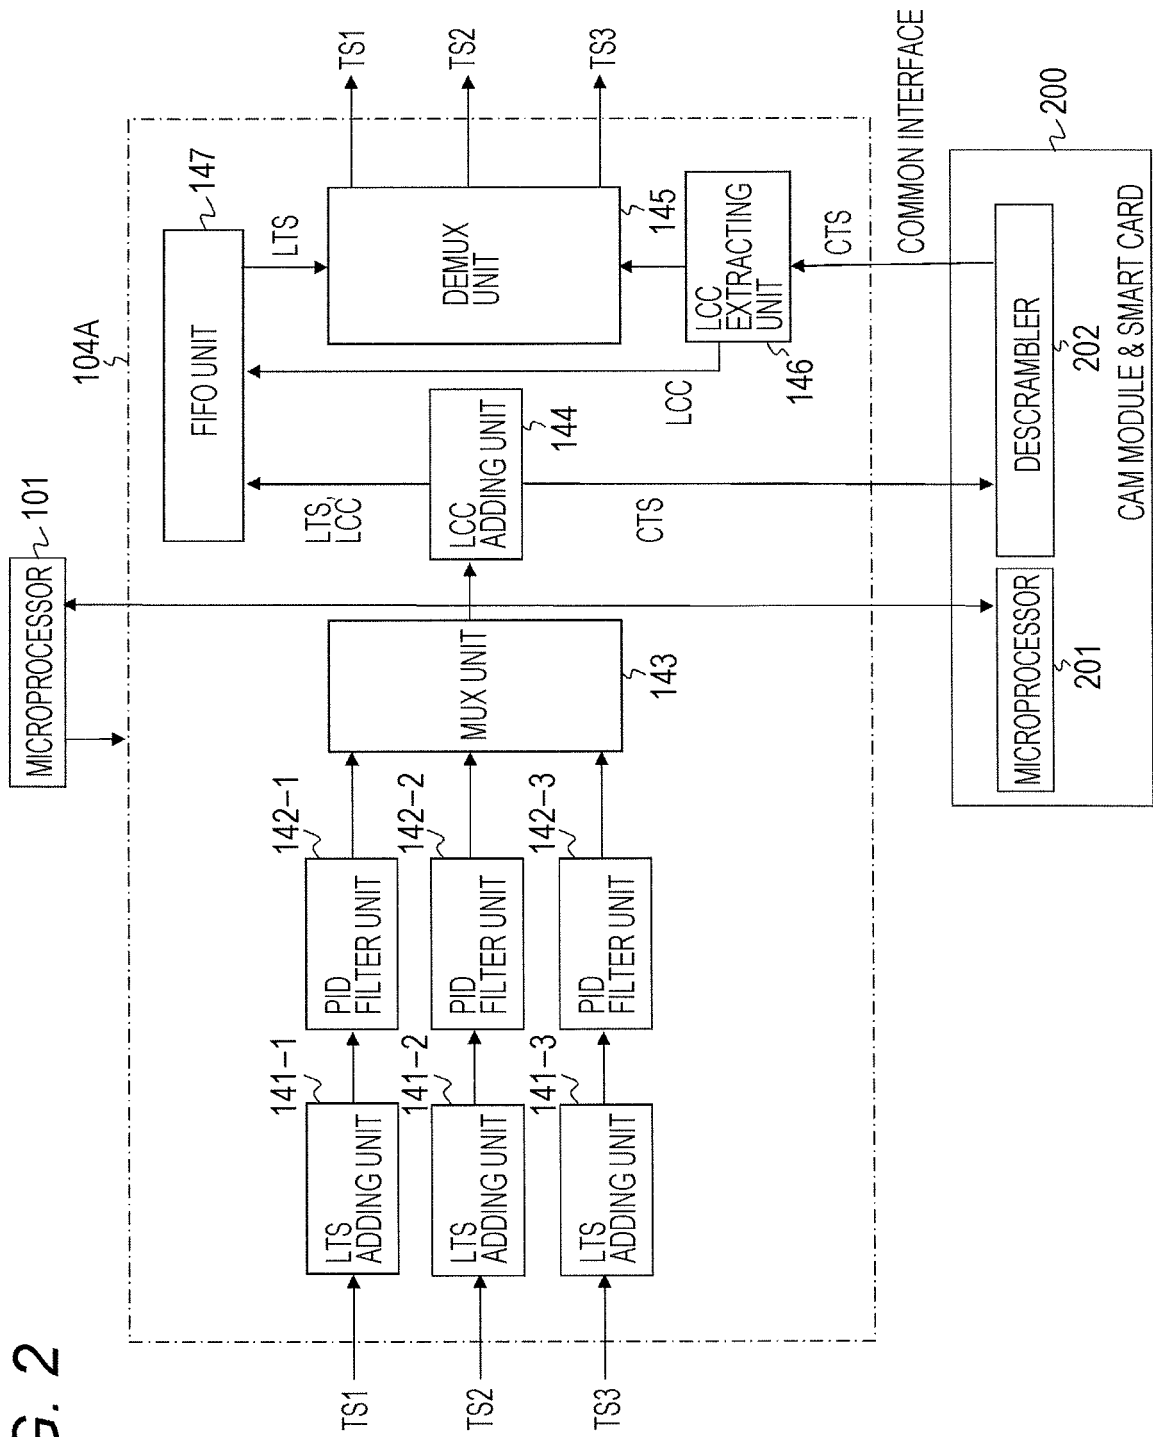 G. 2
MICROPROCESSOR
101
104A
FIFO UNIT
147
LTS
LTS,
LCC
TS1
TS2
TS3
LTS
ADDING UNIT
141-1
PID
FILTER UNIT
142-1
LTS
ADDING UNIT
141-2
PID
FILTER UNIT
142-2
LTS
ADDING UNIT
141-3
PID
FILTER UNIT
142-3
MUX UNIT
143
LCC
ADDING UNIT
144
DEMUX
UNIT
145
TS1
TS2
TS3
LCC
LCC
EXTRACTING
UNIT
146
CTS
CTS
COMMON INTERFACE
200
MICROPROCESSOR
201
DESCRAMBLER
202
CAM MODULE & SMART CARD